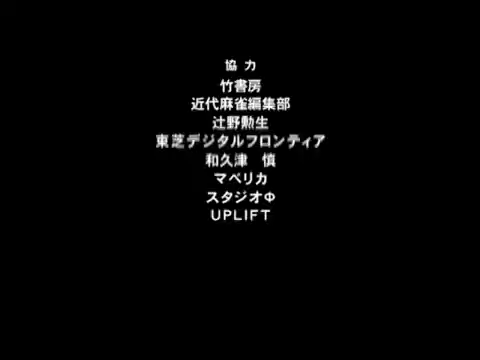 協 力
竹書房
近代麻雀編集部
辻野勲生
東芝デジタルフロンティア
和久津 慎
マベリカ
スタジオΦ
UPLIFT